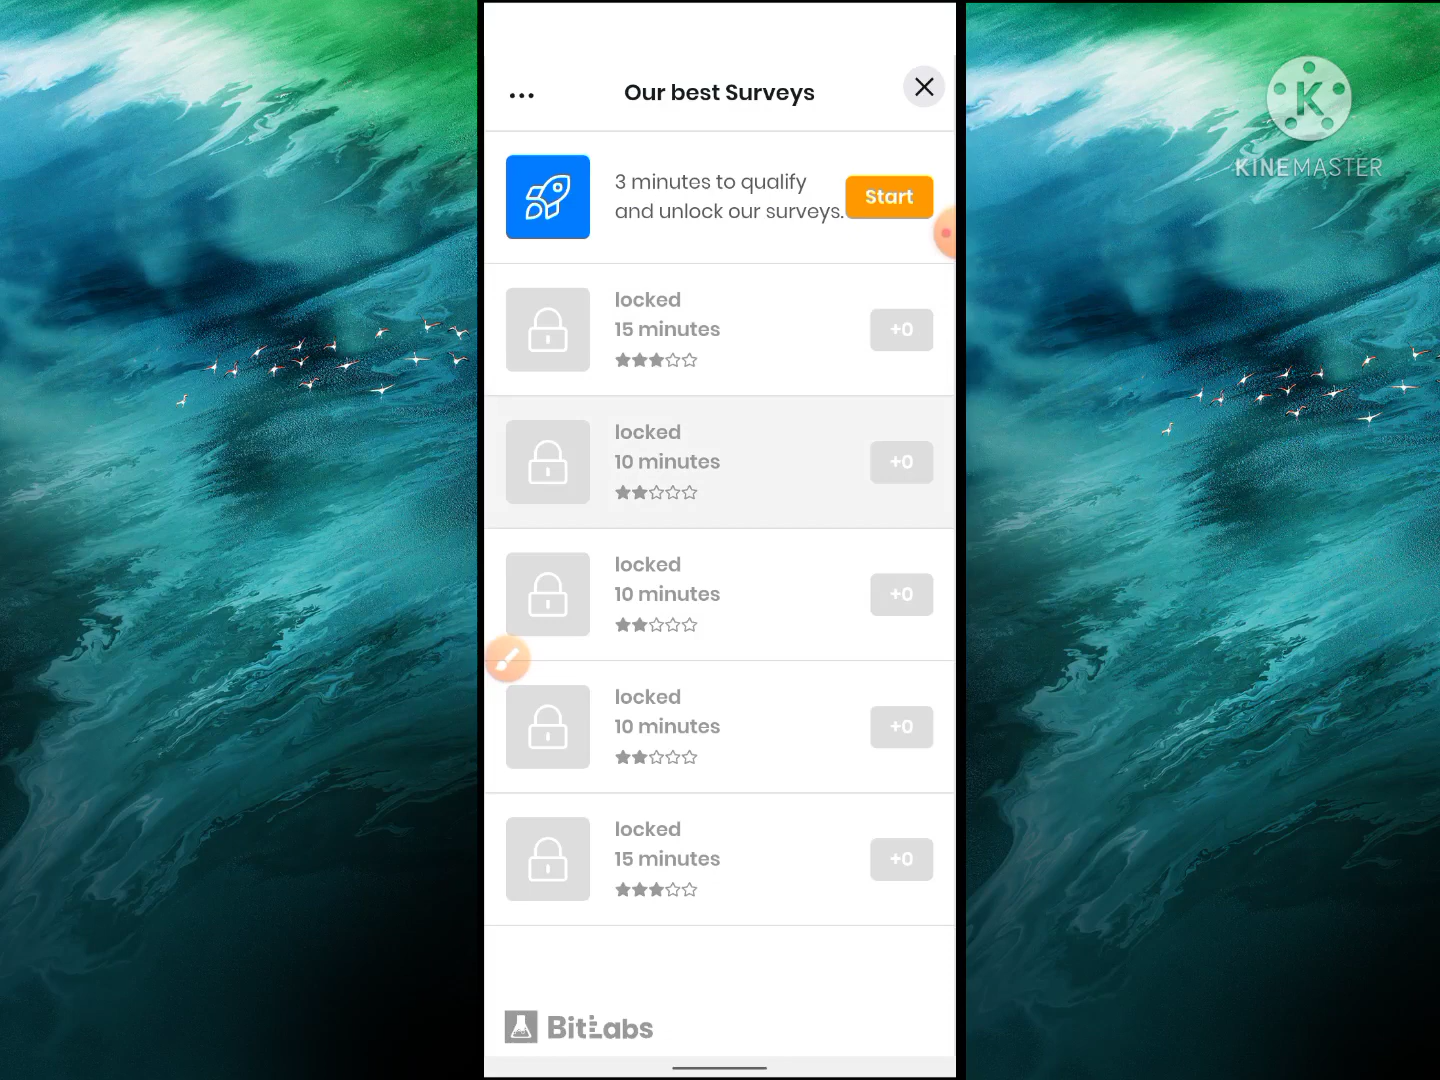 ...
Our best Surveys
KINEMASTER
3 minutes to qualify
and unlock our surveys.
Start
locked
15 minutes
+0
locked
10 minutes
+0
locked
10 minutes
+0
locked
10 minutes
+0
locked
15 minutes
+0
BitLabs